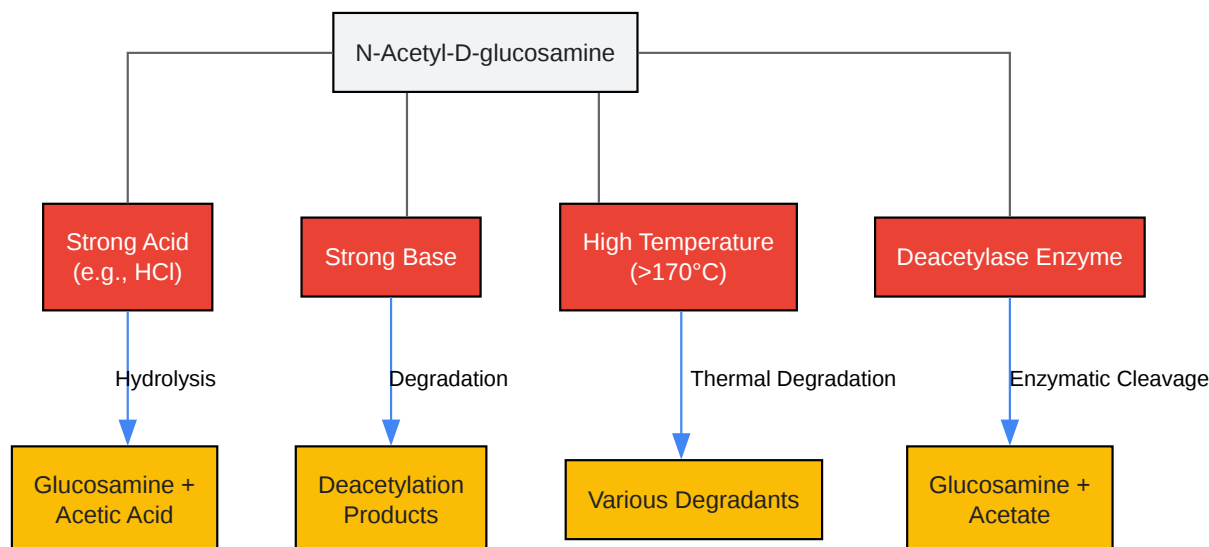 N-Acetyl-D-glucosamine
Strong Acid
(e.g., HCl)
Strong Base
High Temperature
(>170°C)
Deacetylase Enzyme
Hydrolysis
Degradation
Thermal Degradation
Enzymatic Cleavage
Glucosamine +
Acetic Acid
Deacetylation
Products
Various Degradants
Glucosamine +
Acetate